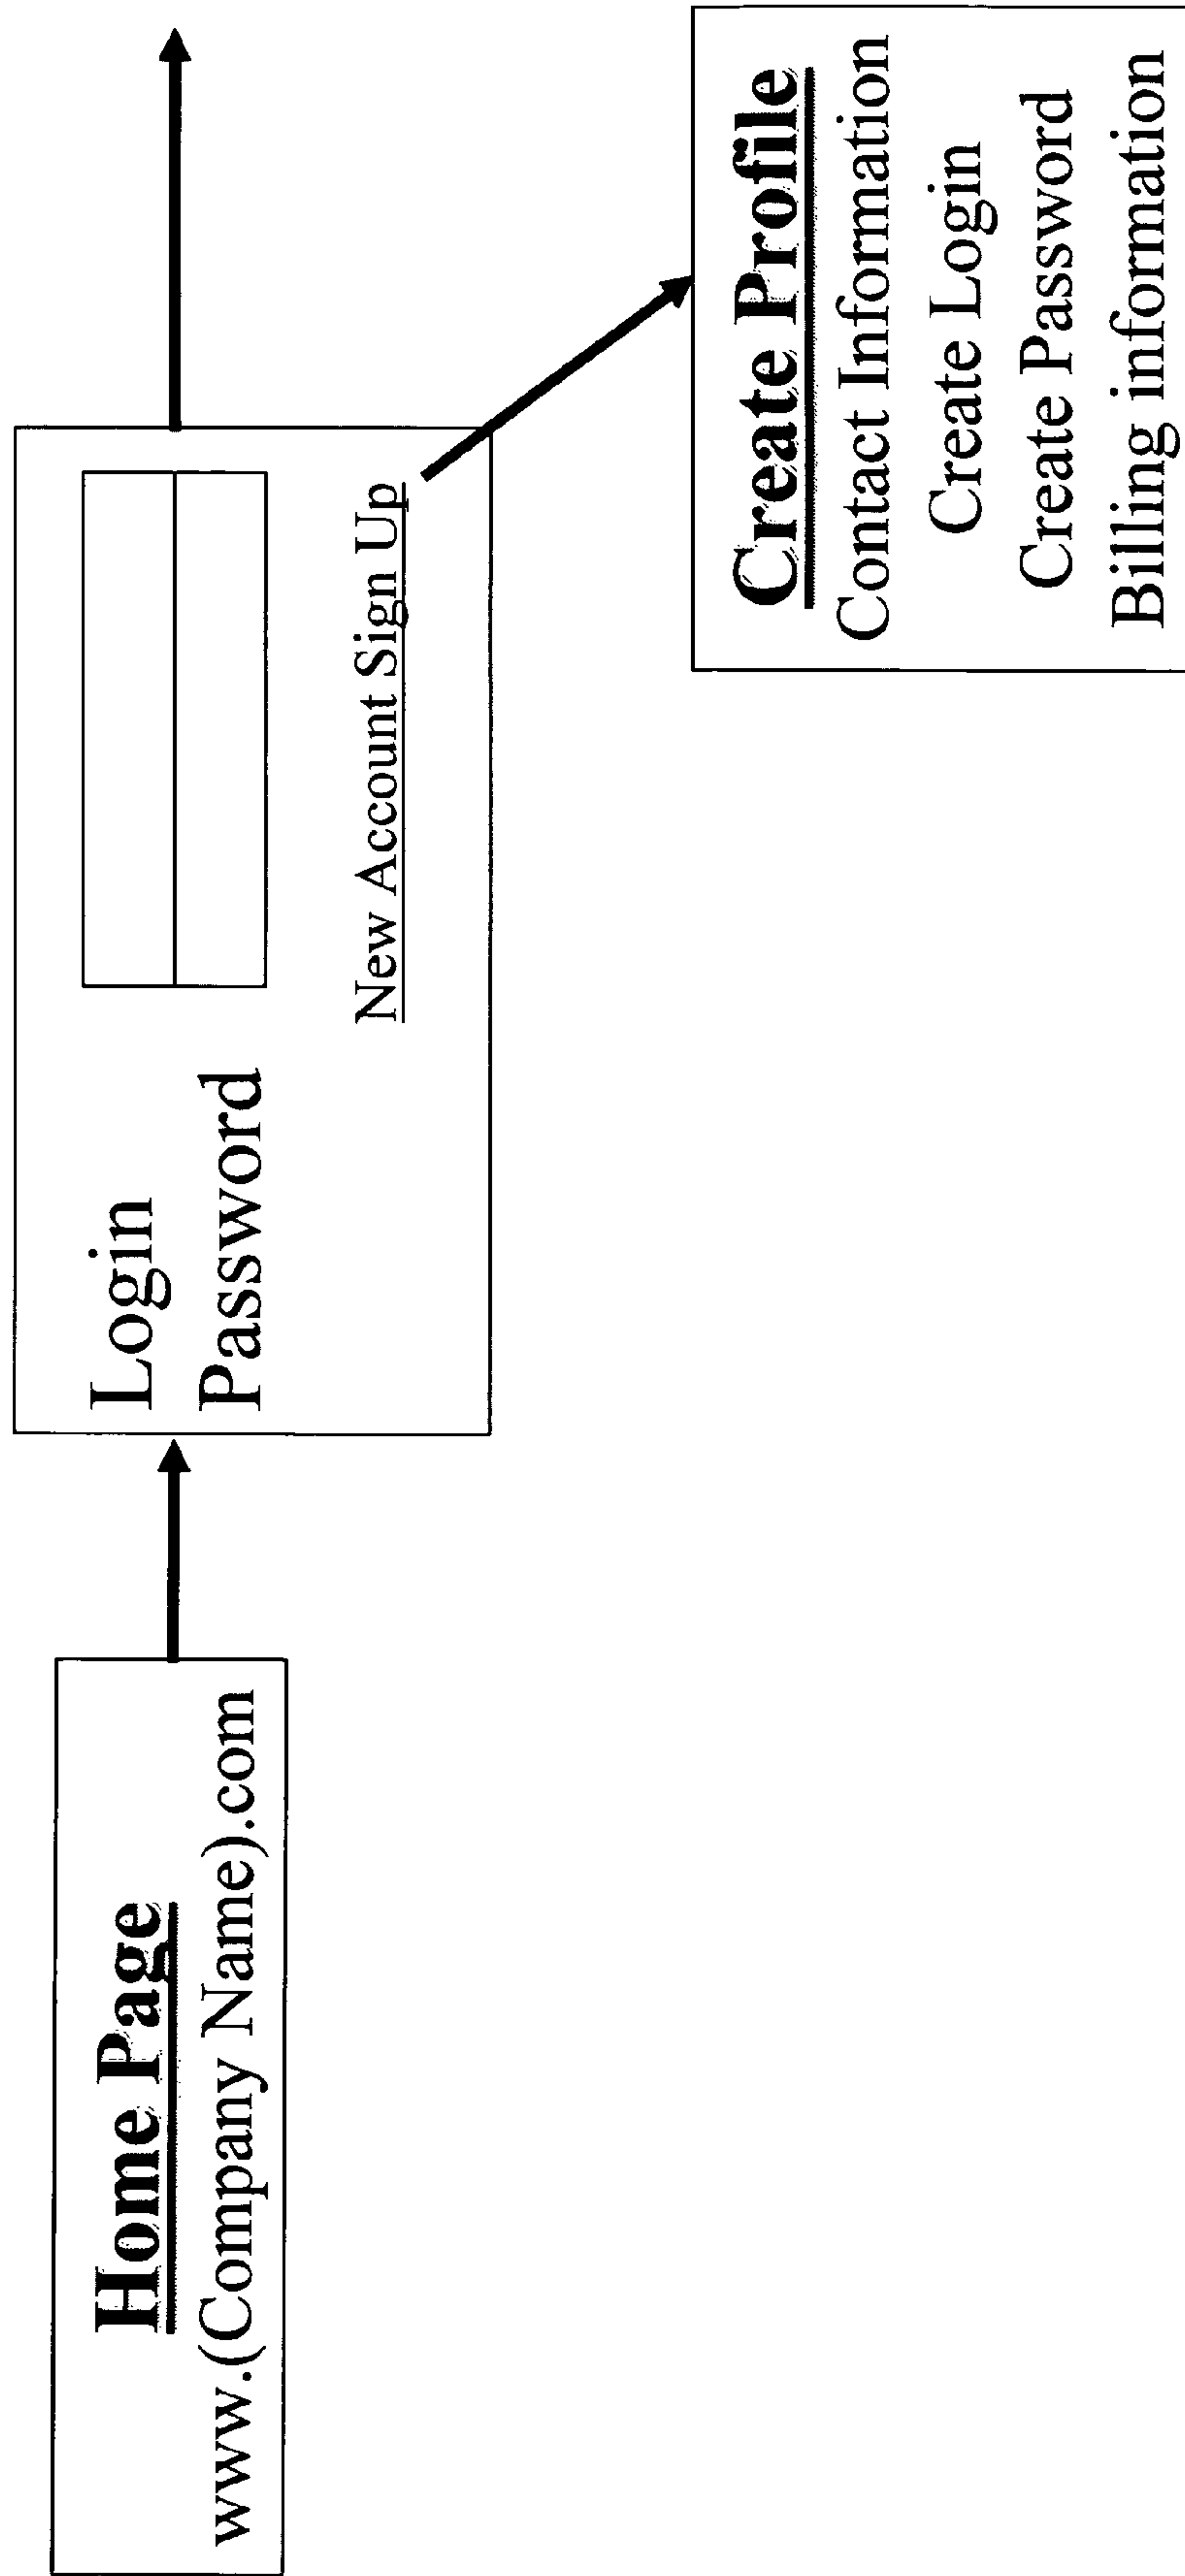 Home Page
www.(Company Name).com
Login
Password
New Account Sign Up
Create Profile
Contact Information
Create Login
Create Password
Billing information